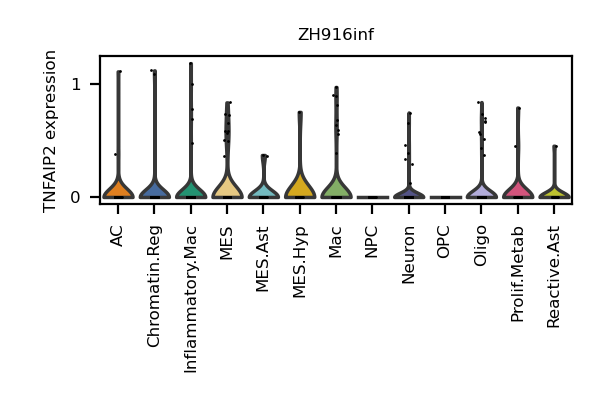 ZH916inf
TNFAIP2 expression
1
0
AC
Chromatin.Reg
Inflammatory.Mac
MES
MES.Ast
MES.Hyp
Mac
NPC
Neuron
OPC
Oligo
Prolif.Metab
Reactive.Ast